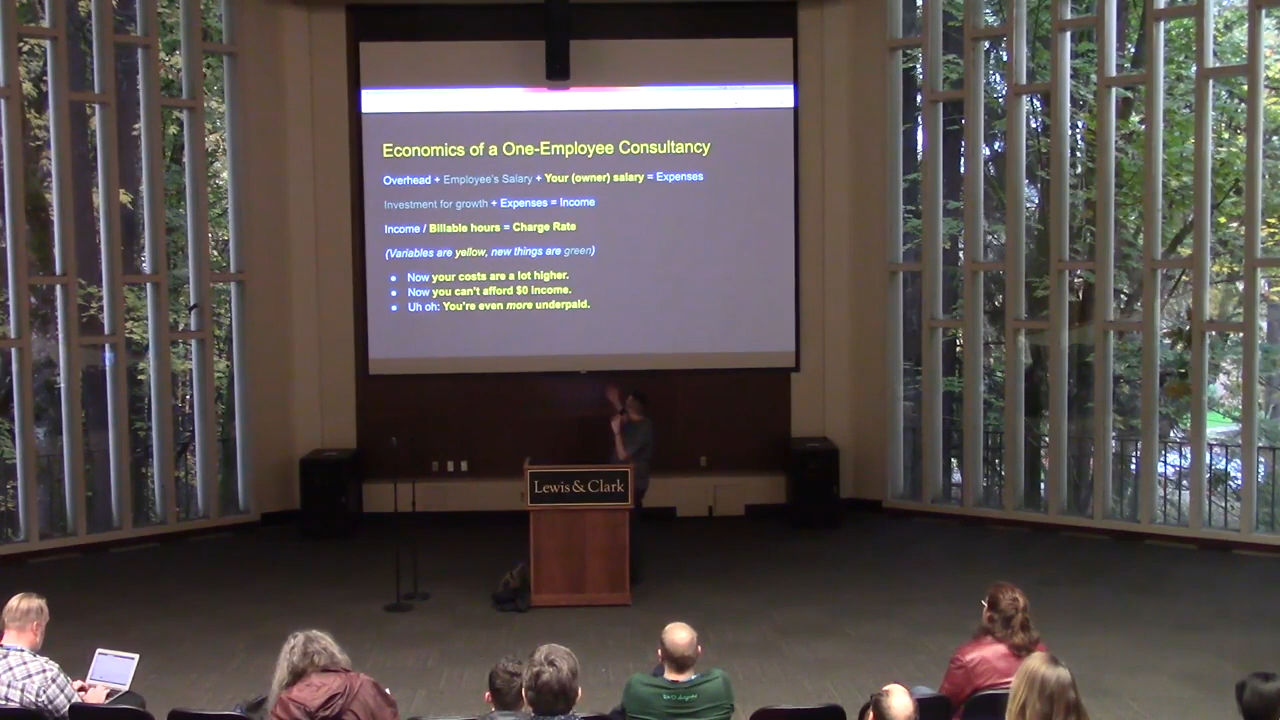 Economics of a One-Employee Consultancy
Overhead + Employee's Salary + Your (owner) salary = Expenses
Investment for growth + Expenses = Income
Income / Billable hours = Charge Rate
(Variables are yellow, new things are green)
• Now your costs are a lot higher.
• Now you can't afford $0 income.
• Uh oh: You're even more underpaid.
Lewis & Clark